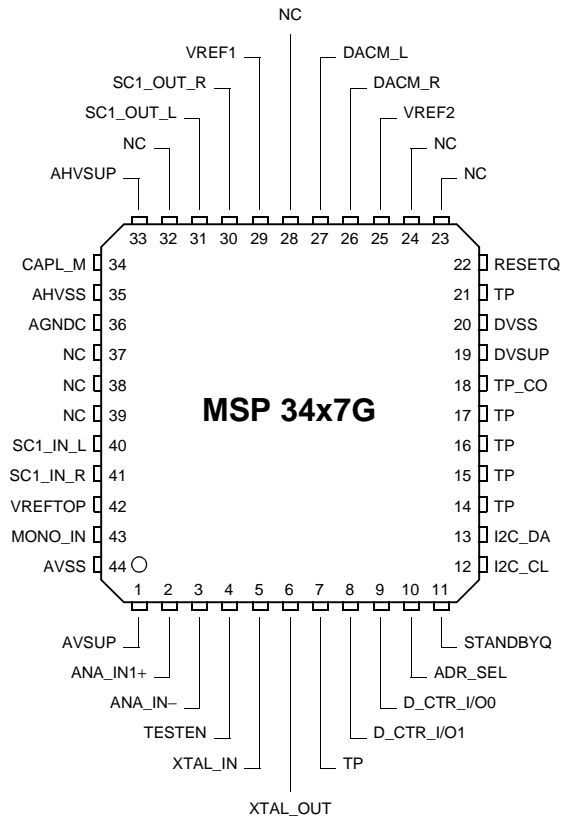 NC
VREF1
DACM_L
SC1_OUT_R
DACM_R
SC1_OUT_L
VREF2
NC
NC
AHVSUP
NC
33 32 31 30 29 28 27 26 25 24 23
CAPL_M 34
22 RESETQ
AHVSS 35
21 TP
AGNDC 36
20 DVSS
NC 37
19 DVSUP
NC 38
18 TP_CO
NC 39
17 TP
MSP 34x7G
SC1_IN_L 40
16 TP
SC1_IN_R 41
15 TP
VREFTOP 42
14 TP
MONO_IN 43
13 I2C_DA
AVSS 44
12 I2C_CL
1 2 3 4 5 6 7 8 9 10 11
AVSUP
STANDBYQ
ANA_IN1+
ADR_SEL
ANA_IN−
D_CTR_I/O0
TESTEN
D_CTR_I/O1
XTAL_IN
TP
XTAL_OUT